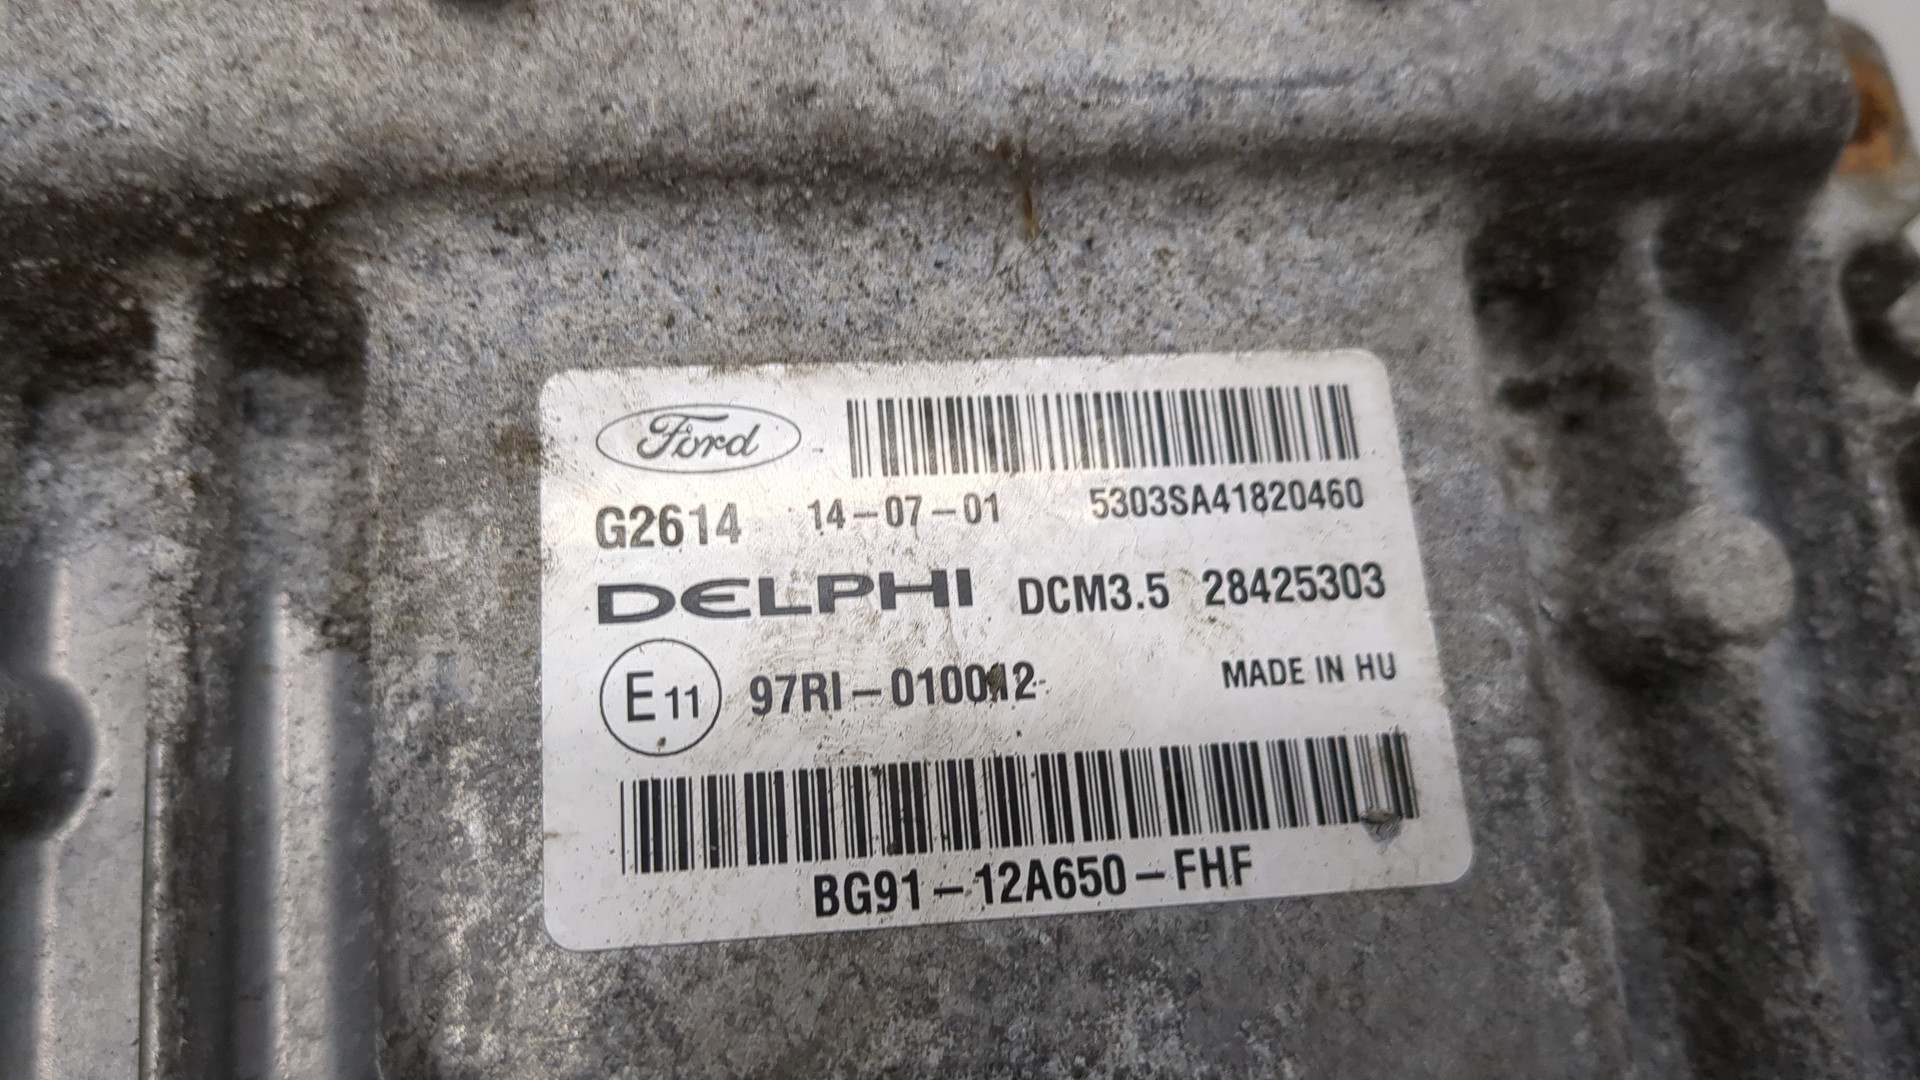 Ford
G2614 14-07-01 5303SA41820460
DELPHI DCM3.5 28425303
E11 97RI-010012 MADE IN HU
BG91-12A650-FHF